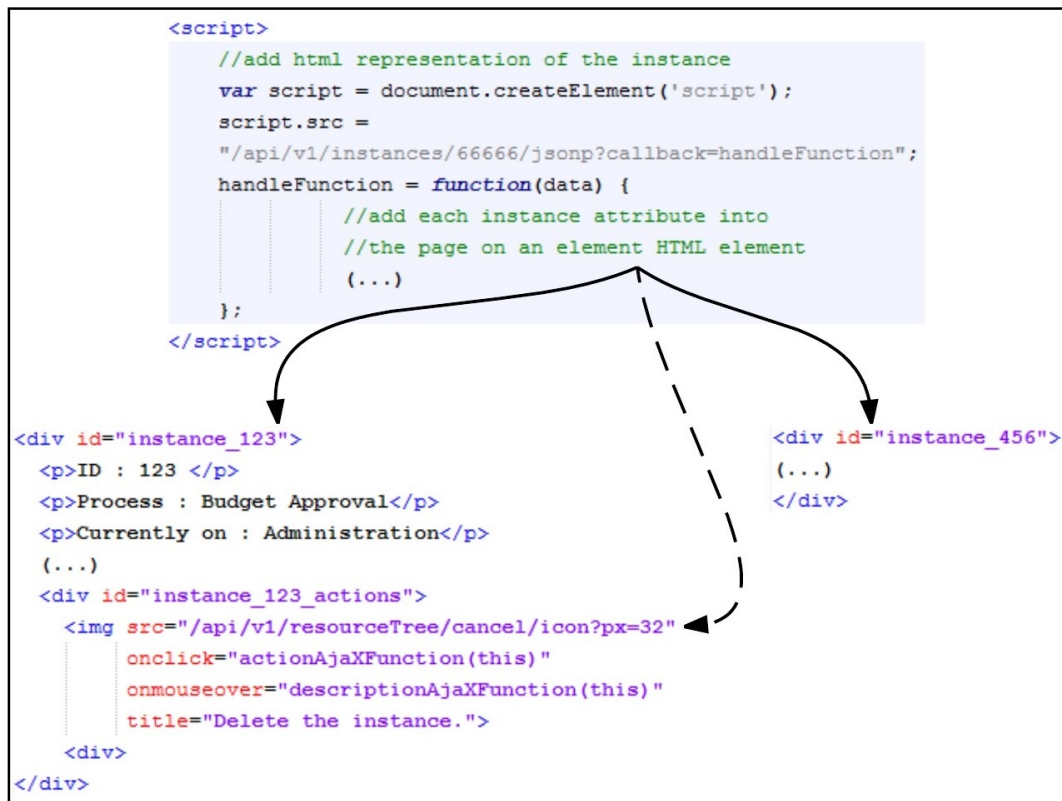 <script>
//add html representation of the instance
var script = document.createElement('script');
script.src =
"/api/v1/instances/66666/jsonp?callback=handleFunction";
handleFunction = function(data) {
//add each instance attribute into
//the page on an element HTML element
(...)
};
</script>
<div id="instance_123">
<p>ID : 123 </p>
<p>Process : Budget Approval</p>
<p>Currently on : Administration</p>
(...)
<div id="instance_123_actions">
<img src="/api/v1/resourceTree/cancel/icon?px=32"
onclick="actionAjaXFunction(this)"
onmouseover="descriptionAjaXFunction(this)"
title="Delete the instance.">
<div>
</div>
<div id="instance_456">
(...)
</div>